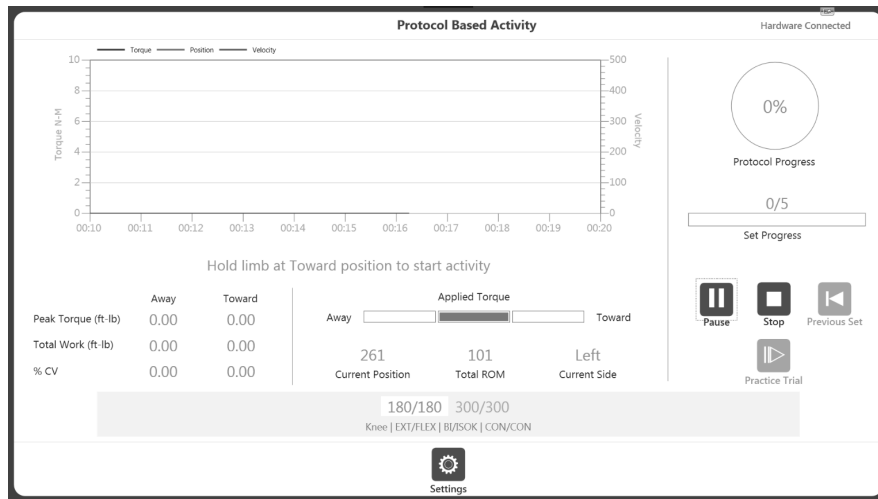 Protocol Based Activity
Hardware Connected
Torque Position Velocity
10 8 6 4 2 0
Torque N-M
500 400 300 200 100 0
Velocity
00:10 00:11 00:12 00:13 00:14 00:15 00:16 00:17 00:18 00:19 00:20
Hold limb at Toward position to start activity
Away Toward
Peak Torque (ft-lb) 0.00 0.00
Total Work (ft-lb) 0.00 0.00
% CV 0.00 0.00
Applied Torque
Away Toward
261 101 Left
Current Position Total ROM Current Side
0%
Protocol Progress
0/5
Set Progress
Pause Stop Previous Set
Practice Trial
180/180 300/300
Knee | EXT/FLEX | BI/ISOK | CON/CON
Settings